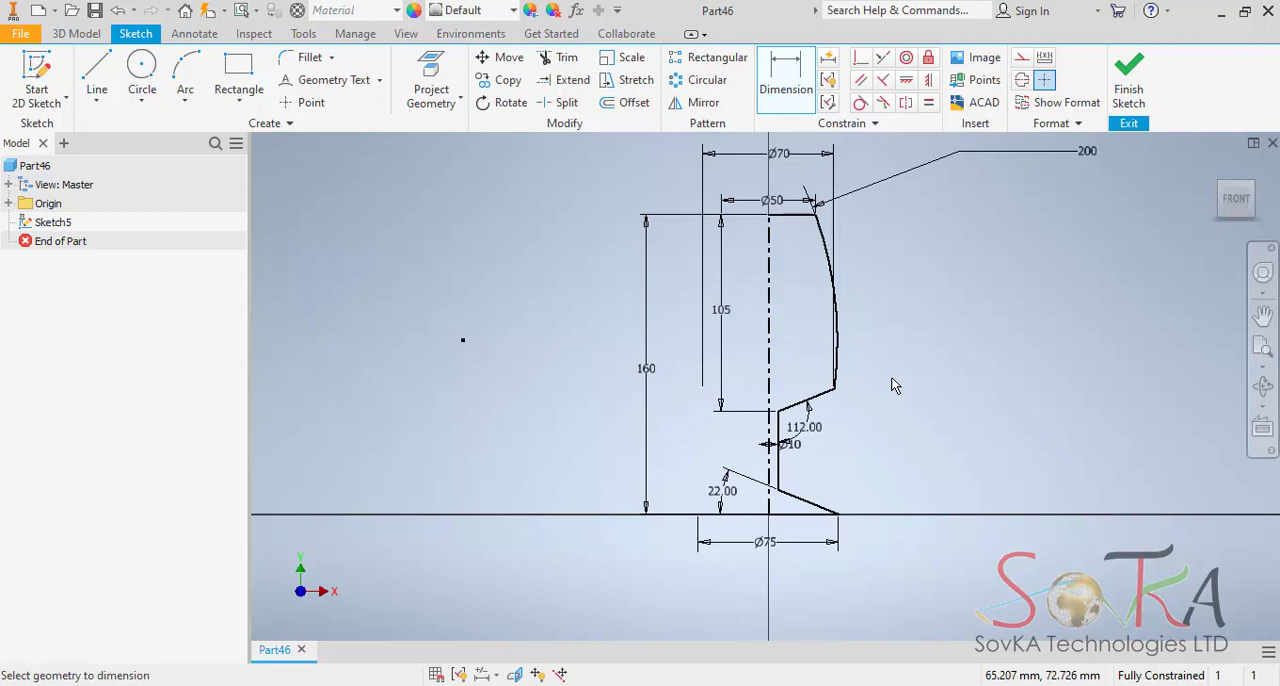 PRO
Material
Default
fx
Part46
Search Help & Commands...
Sign In
File
3D Model
Sketch
Annotate
Inspect
Tools
Manage
View
Environments
Get Started
Collaborate
Start
2D Sketch
Line
Circle
Arc
Rectangle
Fillet
Geometry Text
Point
Project
Geometry
Move
Copy
Rotate
Trim
Extend
Split
Scale
Stretch
Offset
Rectangular
Circular
Mirror
Dimension
Image
Points
ACAD
Show Format
Finish
Sketch
Sketch
Create
Modify
Pattern
Constrain
Insert
Format
Exit
Model
Part46
View: Master
Origin
Sketch5
End of Part
Ø70
200
Ø50
105
160
112.00
Ø10
22.00
Ø75
FRONT
Y
X
SOVKA
SovKA Technologies LTD
Part46
Select geometry to dimension
65.207 mm, 72.726 mm
Fully Constrained
1
1